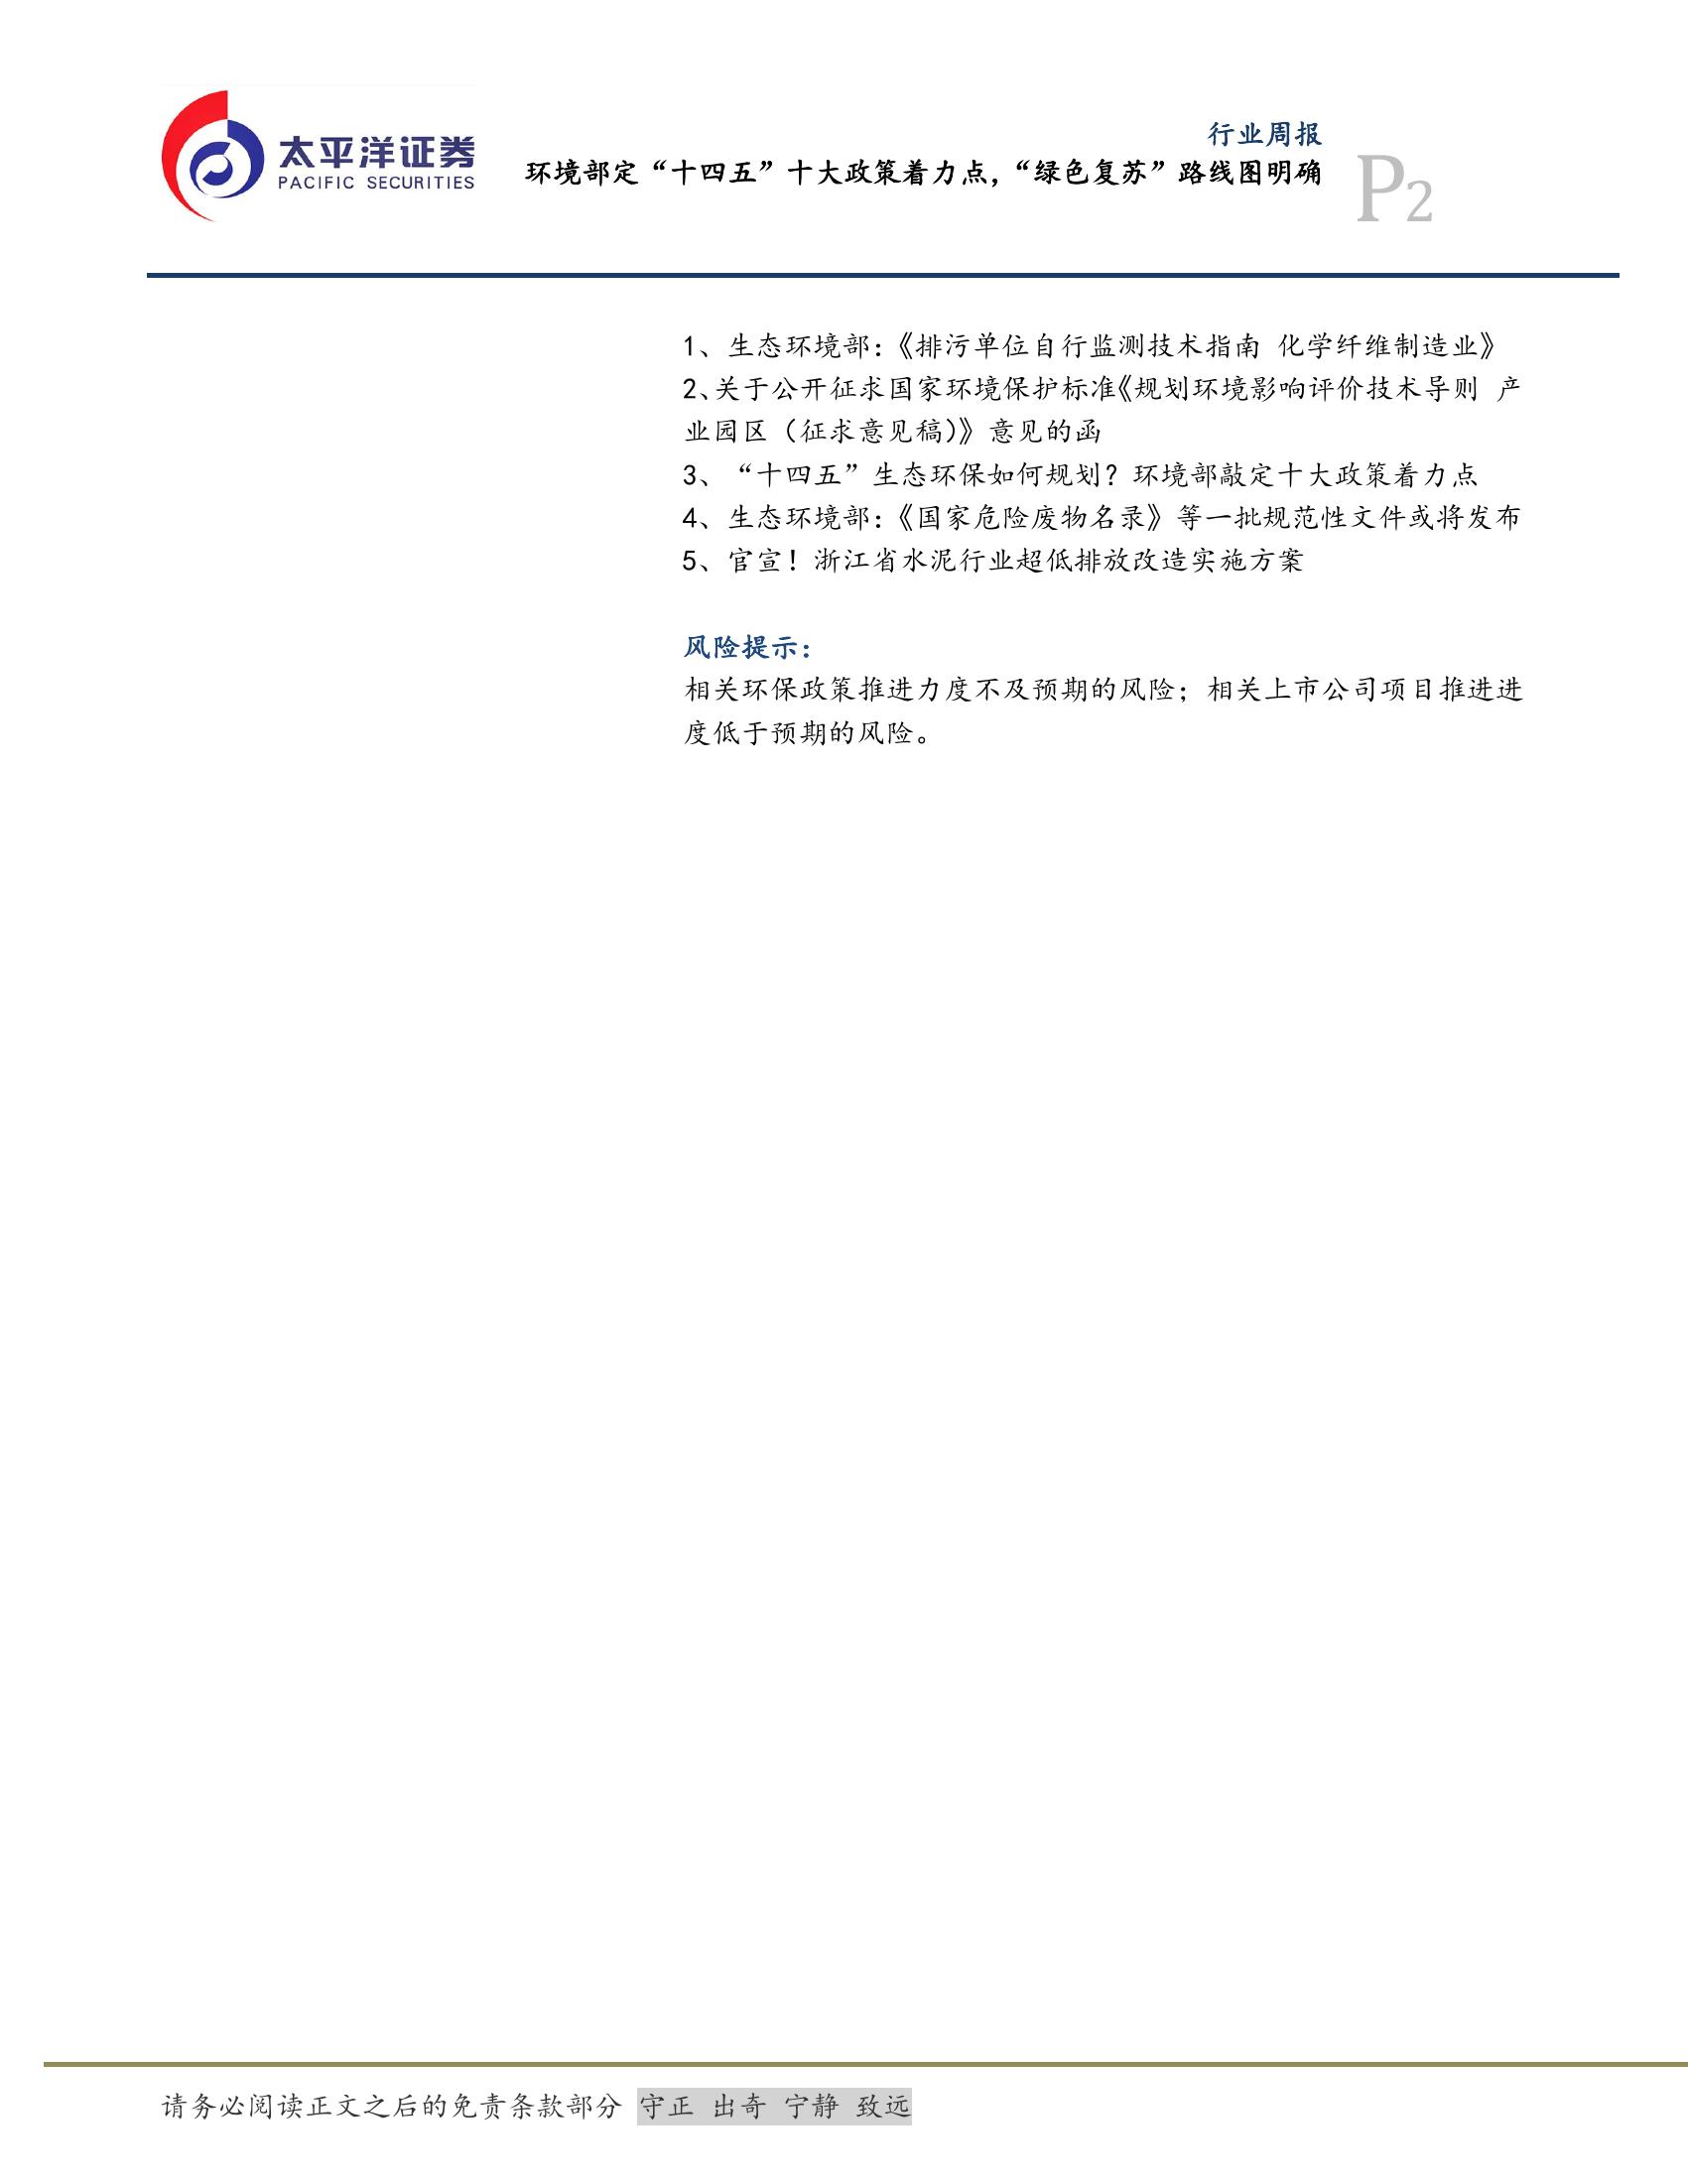 太平洋证券
PACIFIC SECURITIES
行业周报
环境部定“十四五”十大政策着力点，“绿色复苏”路线图明确
P2
1、生态环境部：《排污单位自行监测技术指南 化学纤维制造业》
2、关于公开征求国家环境保护标准《规划环境影响评价技术导则 产
业园区（征求意见稿）》意见的函
3、“十四五”生态环保如何规划？环境部敲定十大政策着力点
4、生态环境部：《国家危险废物名录》等一批规范性文件或将发布
5、官宣！浙江省水泥行业超低排放改造实施方案
风险提示：
相关环保政策推进力度不及预期的风险；相关上市公司项目推进进
度低于预期的风险。
请务必阅读正文之后的免责条款部分 守正 出奇 宁静 致远